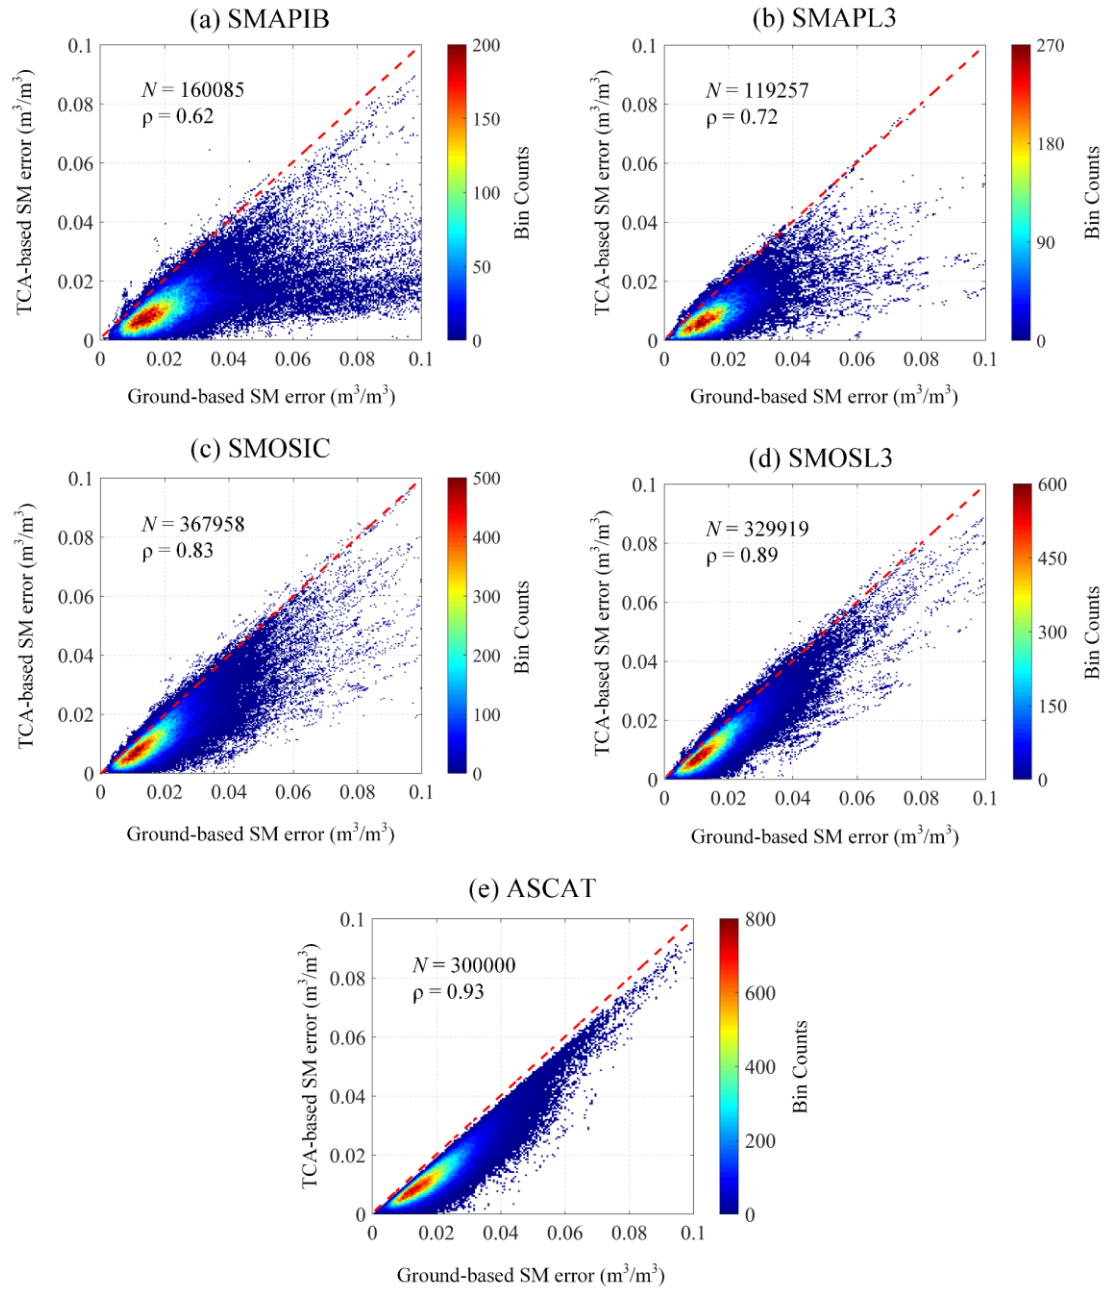 (a) SMAPIB
TCA-based SM error (m³/m³)
0.1
0.08
0.06
0.04
0.02
0
N = 160085
ρ = 0.62
0 0.02 0.04 0.06 0.08 0.1
Ground-based SM error (m³/m³)
200
150
100
50
0
Bin Counts
(b) SMAPL3
TCA-based SM error (m³/m³)
0.1
0.08
0.06
0.04
0.02
0
N = 119257
ρ = 0.72
0 0.02 0.04 0.06 0.08 0.1
Ground-based SM error (m³/m³)
270
180
90
0
Bin Counts
(c) SMOSIC
TCA-based SM error (m³/m³)
0.1
0.08
0.06
0.04
0.02
0
N = 367958
ρ = 0.83
0 0.02 0.04 0.06 0.08 0.1
Ground-based SM error (m³/m³)
500
400
300
200
100
0
Bin Counts
(d) SMOSL3
TCA-based SM error (m³/m³)
0.1
0.08
0.06
0.04
0.02
0
N = 329919
ρ = 0.89
0 0.02 0.04 0.06 0.08 0.1
Ground-based SM error (m³/m³)
600
450
300
150
0
Bin Counts
(e) ASCAT
TCA-based SM error (m³/m³)
0.1
0.08
0.06
0.04
0.02
0
N = 300000
ρ = 0.93
0 0.02 0.04 0.06 0.08 0.1
Ground-based SM error (m³/m³)
800
600
400
200
0
Bin Counts